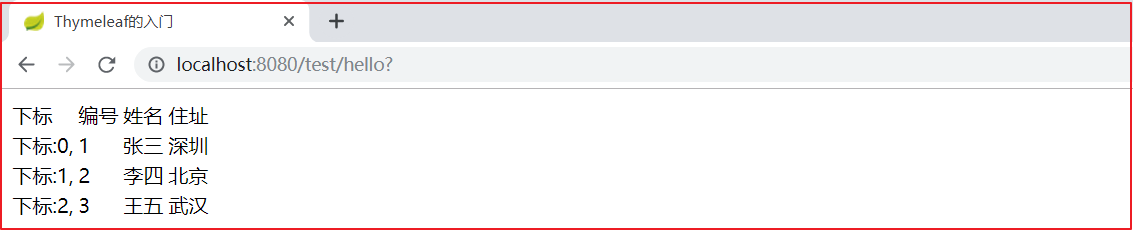 Thymeleaf的入门
localhost:8080/test/hello?
下标 编号 姓名 住址
下标:0, 1 张三 深圳
下标:1, 2 李四 北京
下标:2, 3 王五 武汉